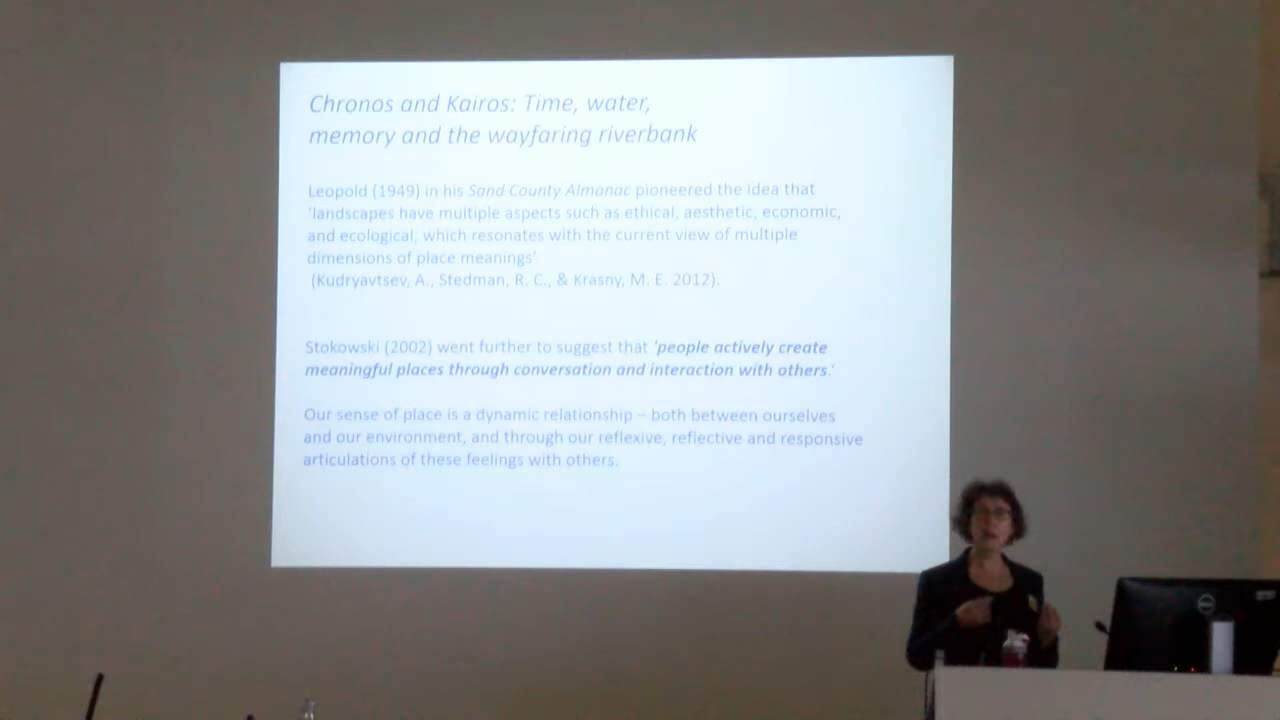 Chronos and Kairos: Time, water,
memory and the wayfaring riverbank
Leopold (1949) in his Sand County Almanac pioneered the idea that
'landscapes have multiple aspects such as ethical, aesthetic, economic,
and ecological, which resonates with the current view of multiple
dimensions of place meanings'
(Kudryavtsev, A., Stedman, R. C., & Krasny, M. E. 2012).
Stokowski (2002) went further to suggest that 'people actively create
meaningful places through conversation and interaction with others.'
Our sense of place is a dynamic relationship – both between ourselves
and our environment, and through our reflexive, reflective and responsive
articulations of these feelings with others.
DELL